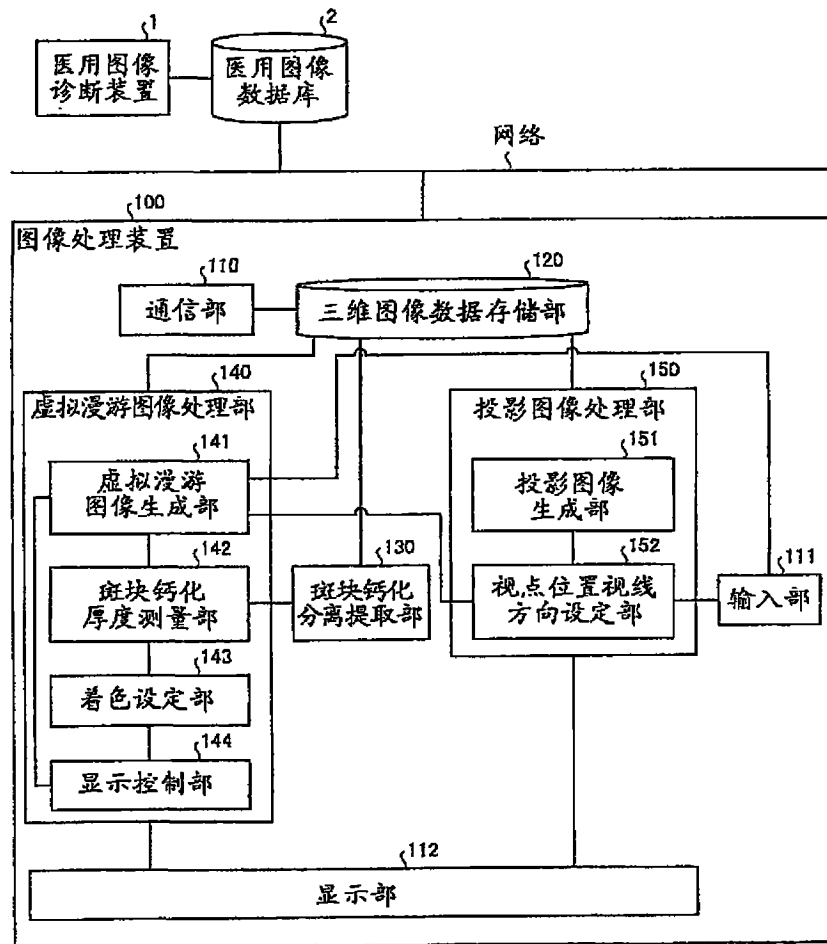 1
医用图像
诊断装置
2
医用图像
数据库
网络
100
图像处理装置
110
通信部
120
三维图像数据存储部
140
虚拟漫游图像处理部
141
虚拟漫游
图像生成部
142
斑块钙化
厚度测量部
143
着色设定部
144
显示控制部
130
斑块钙化
分离提取部
150
投影图像处理部
151
投影图像
生成部
152
视点位置视线
方向设定部
111
输入部
112
显示部